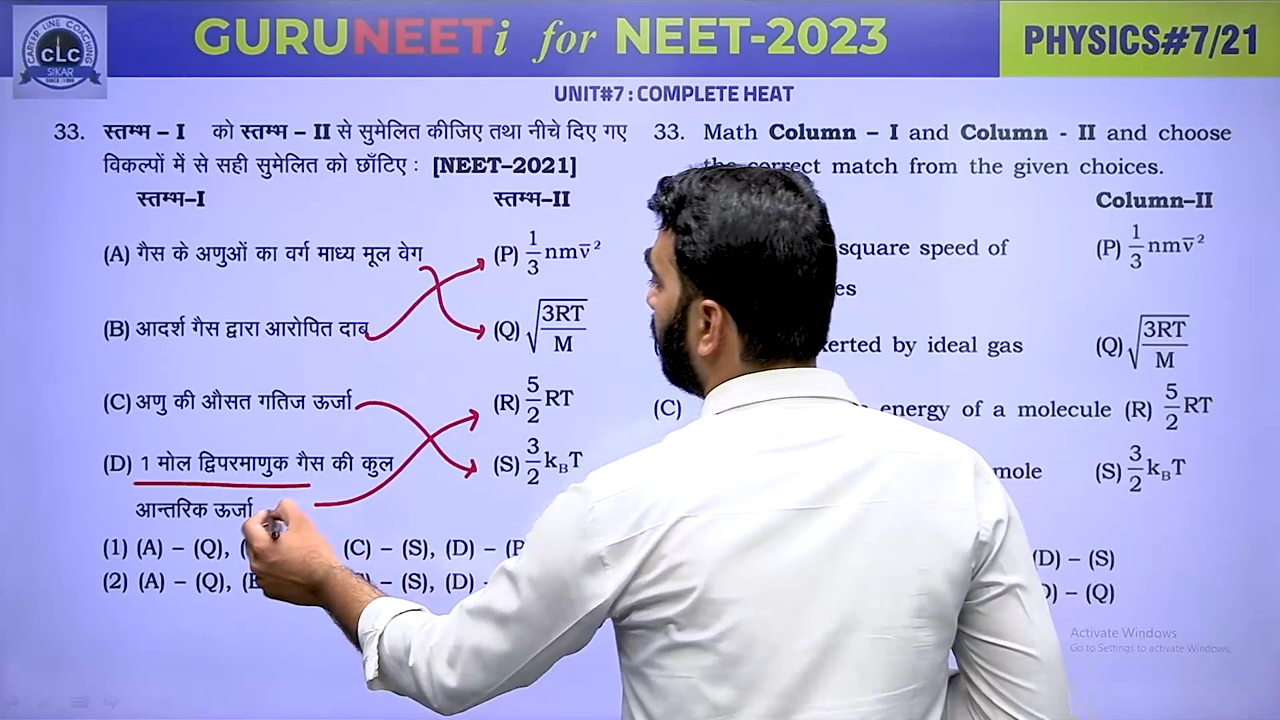 CAREER LINE COACHING
CLC
SIKAR
SINCE : 1996
GURUNEETi for NEET-2023
PHYSICS#7/21
UNIT#7 : COMPLETE HEAT
33. स्तम्भ – I को स्तम्भ – II से सुमेलित कीजिए तथा नीचे दिए गए
विकल्पों में से सही सुमेलित को छाँटिए : [NEET–2021]
स्तम्भ–I स्तम्भ–II
(A) गैस के अणुओं का वर्ग माध्य मूल वेग (P) 1/3 nmv̄²
(B) आदर्श गैस द्वारा आरोपित दाब (Q) √(3RT/M)
(C) अणु की औसत गतिज ऊर्जा (R) 5/2 RT
(D) 1 मोल द्विपरमाणुक गैस की कुल (S) 3/2 k_BT
आन्तरिक ऊर्जा
(1) (A) – (Q), (C) – (S), (D) –
(2) (A) – (Q), – (S), (D) -
33. Math Column – I and Column - II and choose
the correct match from the given choices.
Column–II
square speed of (P) 1/3 nmv̄²
by ideal gas (Q) √(3RT/M)
(C) energy of a molecule (R) 5/2 RT
mole (S) 3/2 k_BT
(D) – (S)
– (Q)
Activate Windows
Go to Settings to activate Windows.